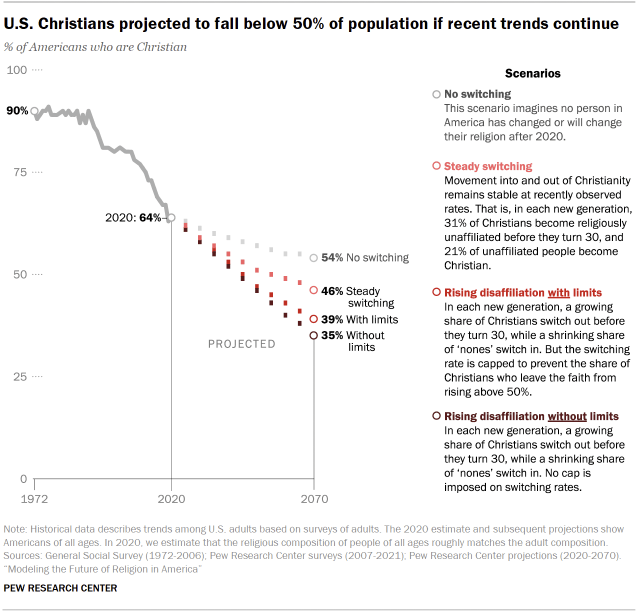 U.S. Christians projected to fall below 50% of population if recent trends continue
% of Americans who are Christian
100
90%
75
2020: 64%
50
25
0
54% No switching
46% Steady
switching
39% With limits
35% Without
limits
PROJECTED
1972
2020
2070
Scenarios
No switching
This scenario imagines no person in
America has changed or will change
their religion after 2020.
Steady switching
Movement into and out of Christianity
remains stable at recently observed
rates. That is, in each new generation,
31% of Christians become religiously
unaffiliated before they turn 30, and
21% of unaffiliated people become
Christian.
Rising disaffiliation with limits
In each new generation, a growing
share of Christians switch out before
they turn 30, while a shrinking share
of ‘nones’ switch in. But the switching
rate is capped to prevent the share of
Christians who leave the faith from
rising above 50%.
Rising disaffiliation without limits
In each new generation, a growing
share of Christians switch out before
they turn 30, while a shrinking share
of ‘nones’ switch in. No cap is
imposed on switching rates.
Note: Historical data describes trends among U.S. adults based on surveys of adults. The 2020 estimate and subsequent projections show
Americans of all ages. In 2020, we estimate that the religious composition of people of all ages roughly matches the adult composition.
Sources: General Social Survey (1972-2006); Pew Research Center surveys (2007-2021); Pew Research Center projections (2020-2070).
“Modeling the Future of Religion in America”
PEW RESEARCH CENTER